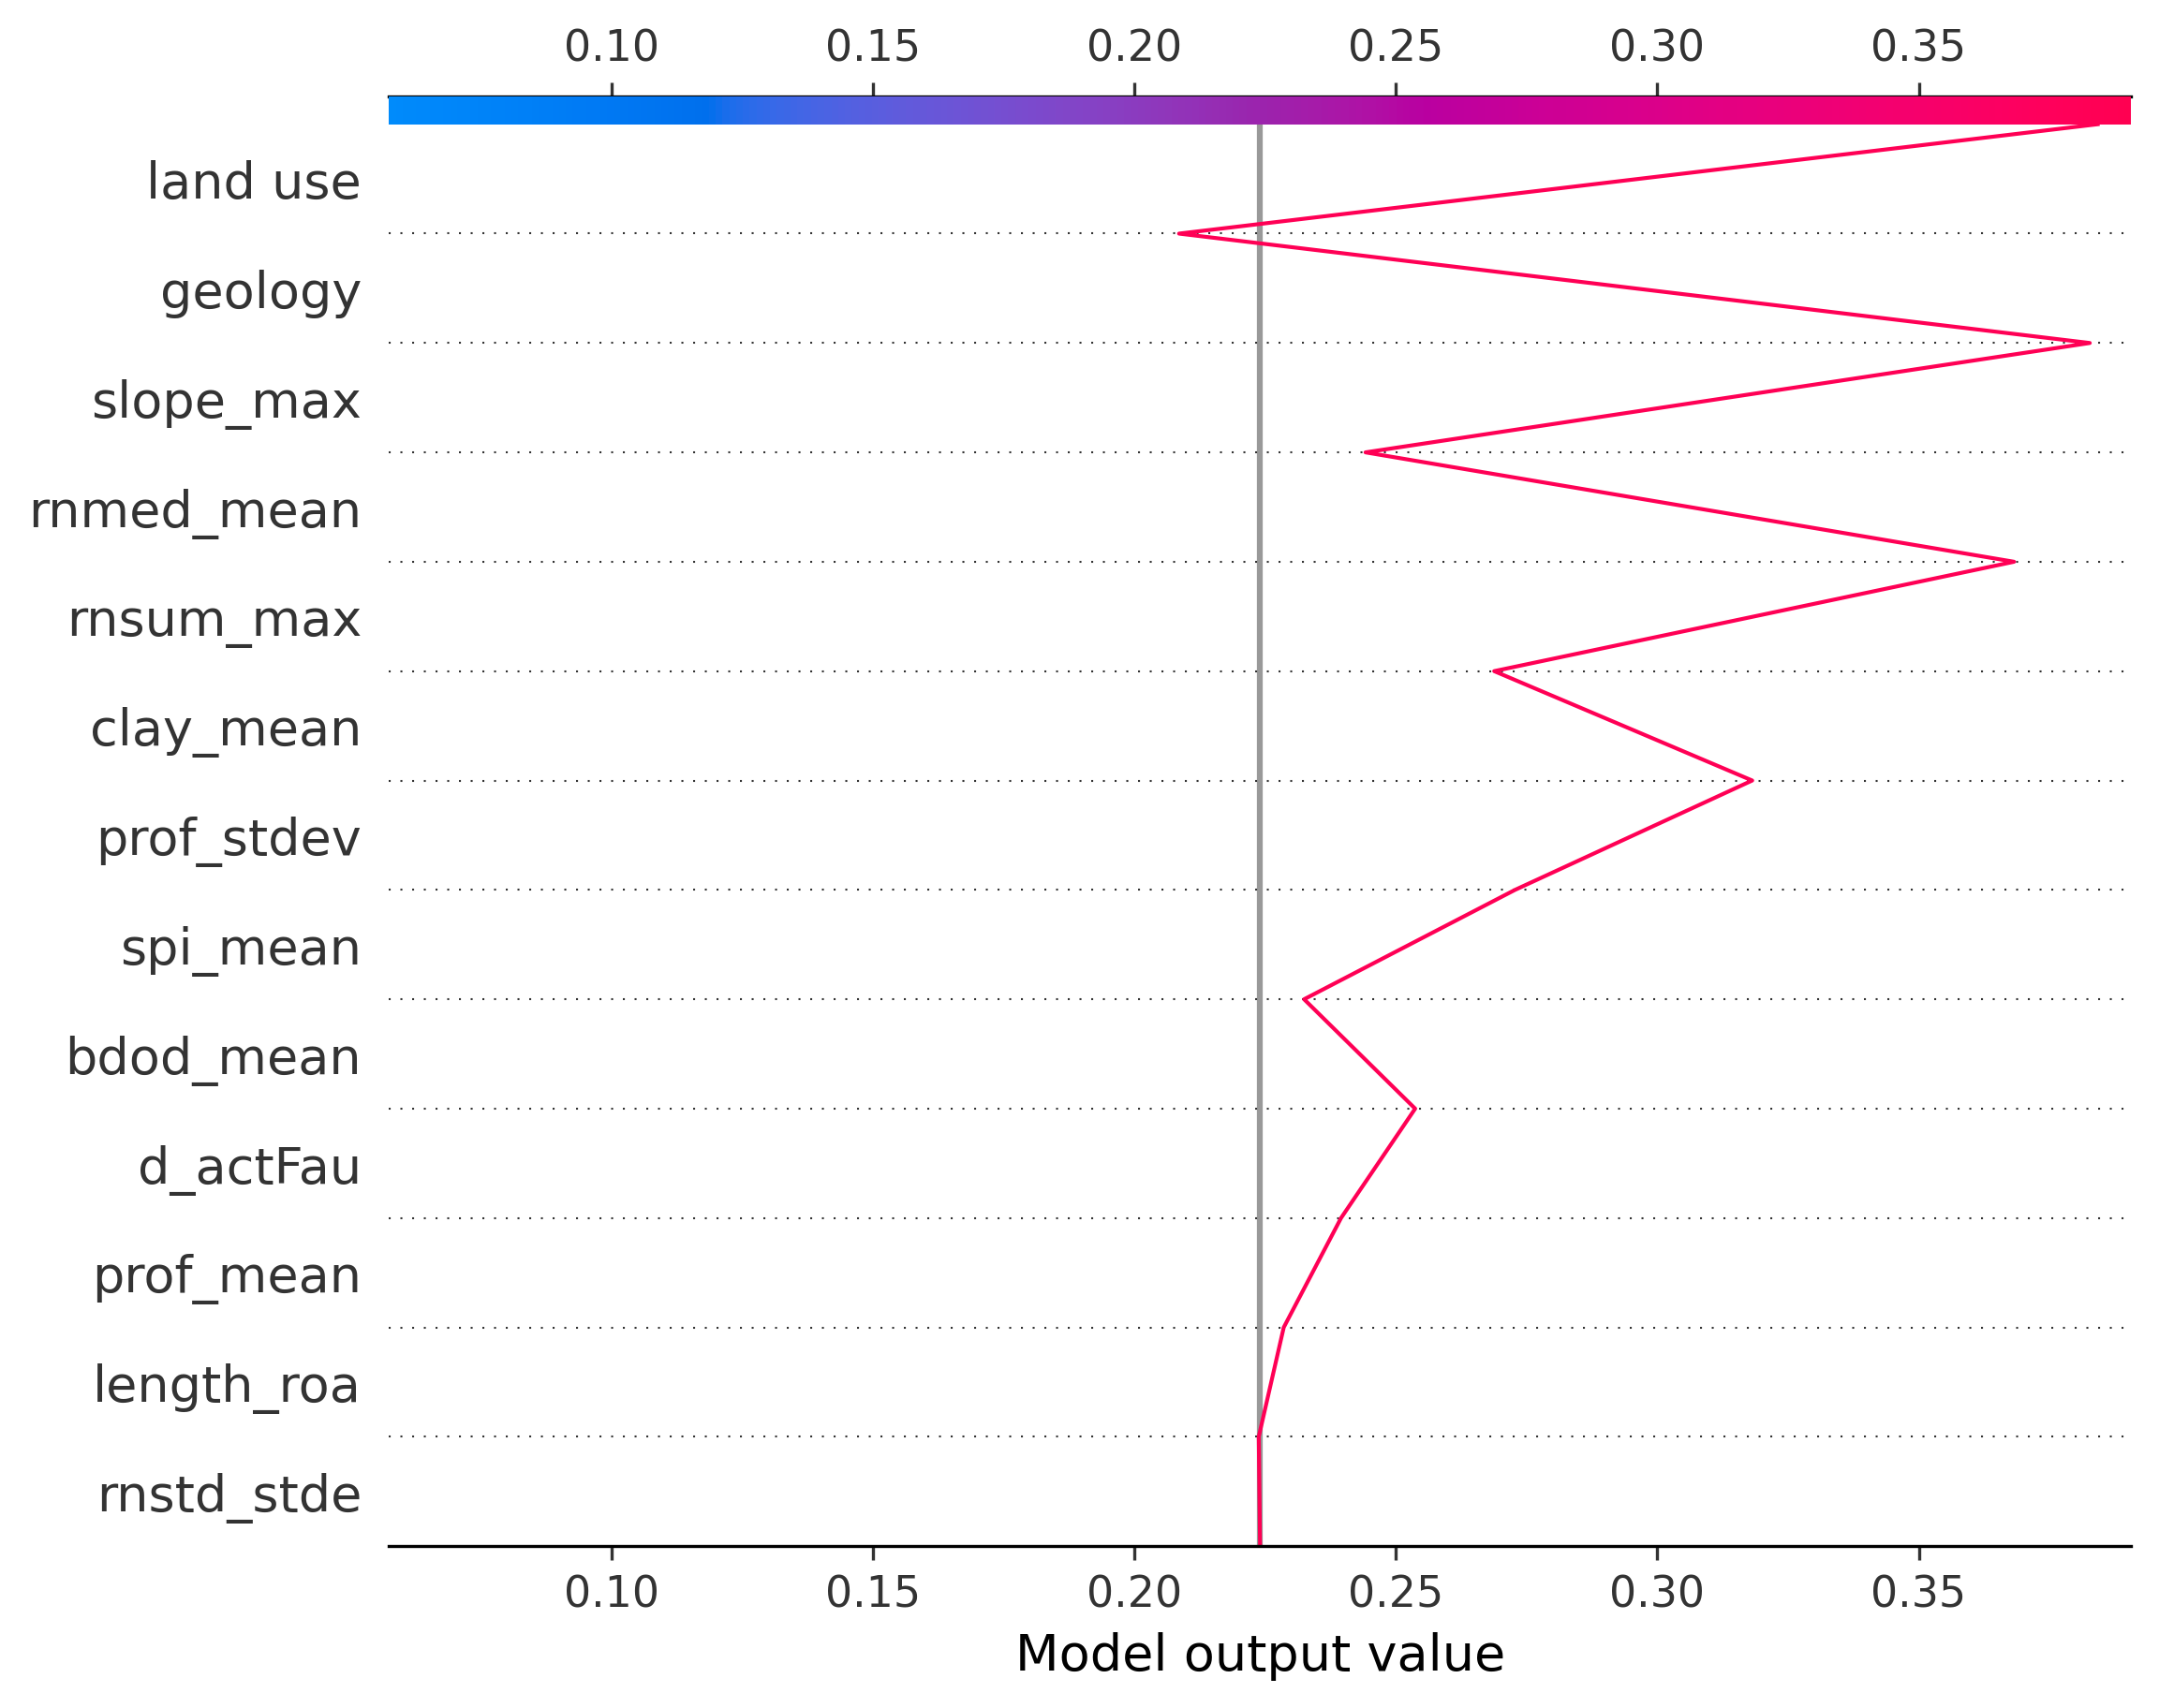 0.10 0.15 0.20 0.25 0.30 0.35
land use
geology
slope_max
rnmed_mean
rnsum_max
clay_mean
prof_stdev
spi_mean
bdod_mean
d_actFau
prof_mean
length_roa
rnstd_stde
0.10 0.15 0.20 0.25 0.30 0.35
Model output value